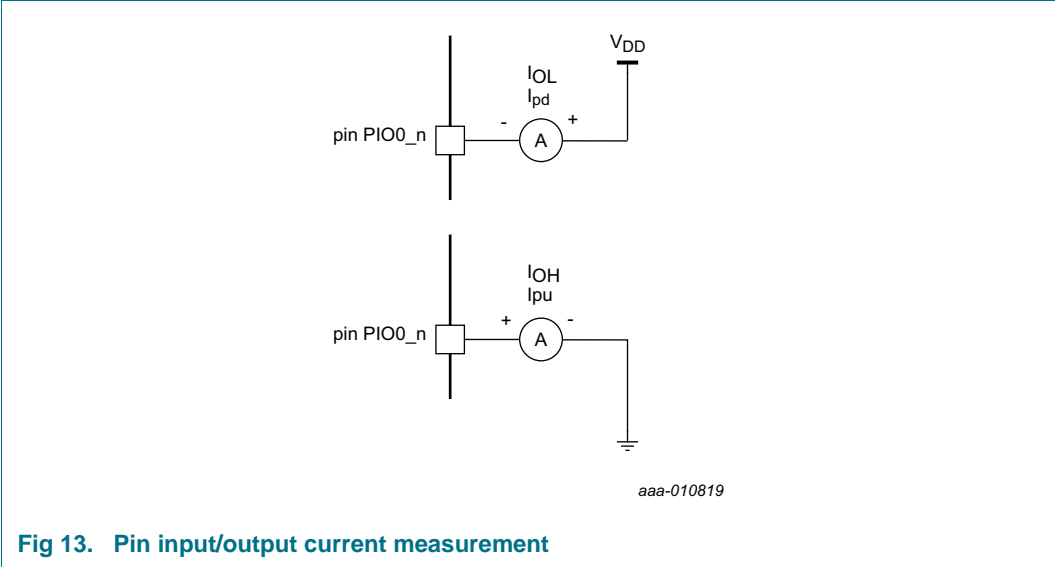 VDD
IOL
Ipd
- +
pin PIO0_n
A
IOH
Ipu
+ -
pin PIO0_n
A
aaa-010819
Fig 13. Pin input/output current measurement